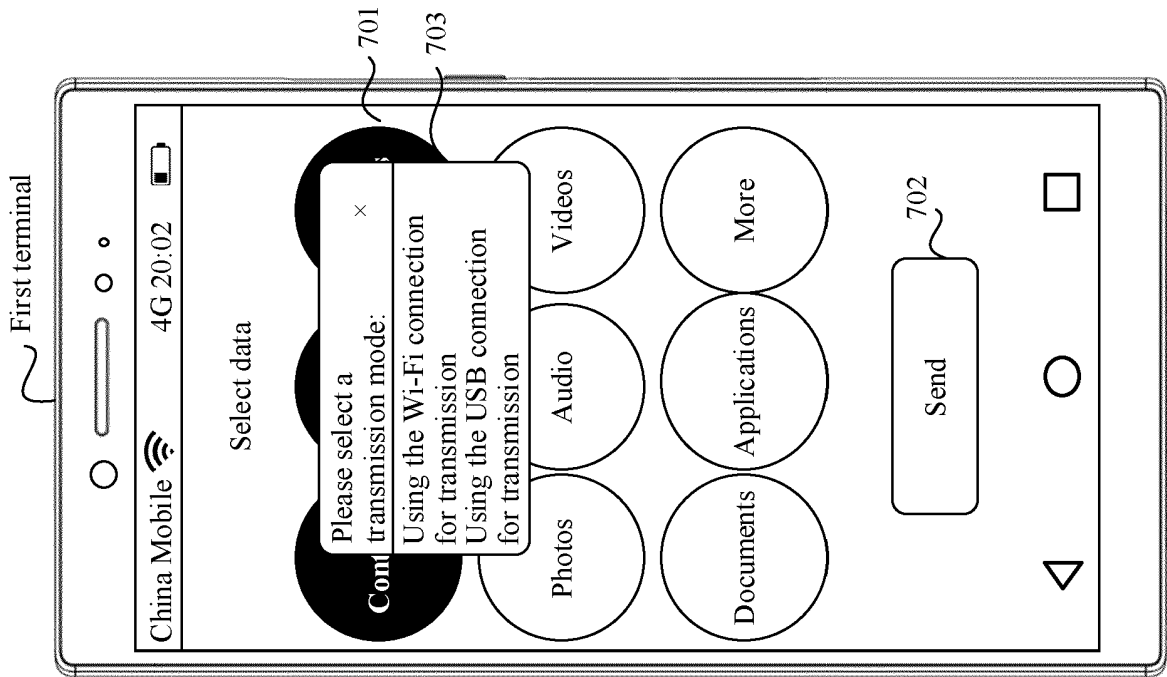 First terminal
China Mobile 4G 20:02
Select data
701
Please select a ×
transmission mode:
703
Using the Wi-Fi connection
for transmission
Using the USB connection
for transmission
Photos Audio Videos
Documents Applications More
702
Send